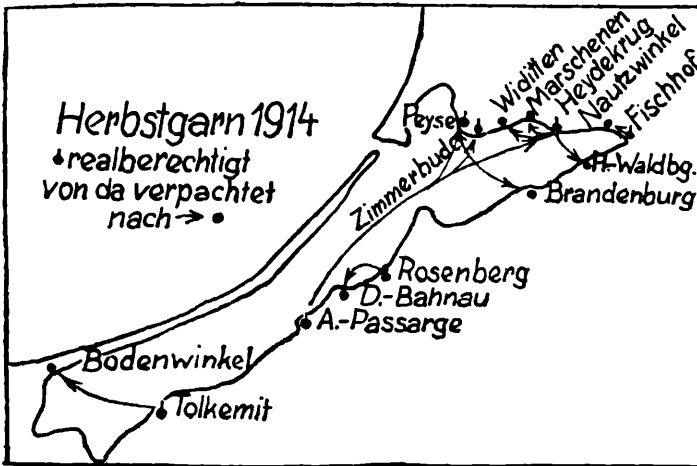 Herbstgarn 1914
realberechtigt
von da verpachtet
nach
Peyse
Zimmerbude
Widitten
Marschenen
Heydekrug
Nautzwinkel
Fischhof
H.-Waldbg.
Brandenburg
Rosenberg
D.-Bahnau
A.-Passarge
Bodenwinkel
Tolkemit